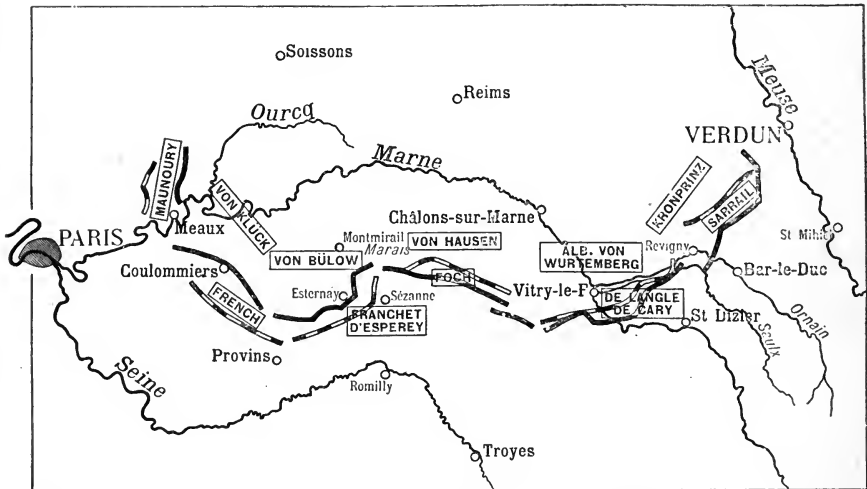 Soissons
Reims
Meuse
Ourcq
VERDUN
Marne
MAUNOURY
KRONPRINZ
SARRAIL
VON KLÜCK
Châlons-sur-Marne
Meaux
St Mihiel
PARIS
Montmirail
Marais
VON HAUSEN
ALB. VON
WURTEMBERG
Revigny
VON BÜLOW
Coulommiers
FOCH
Bar-le-Duc
Esternay
Sézanne
Vitry-le-F
DE LANGLE
DE CARY
FRENCH
FRANCHET
D'ESPEREY
St Dizier
Ornain
Saulx
Provins
Seine
Romilly
Troyes